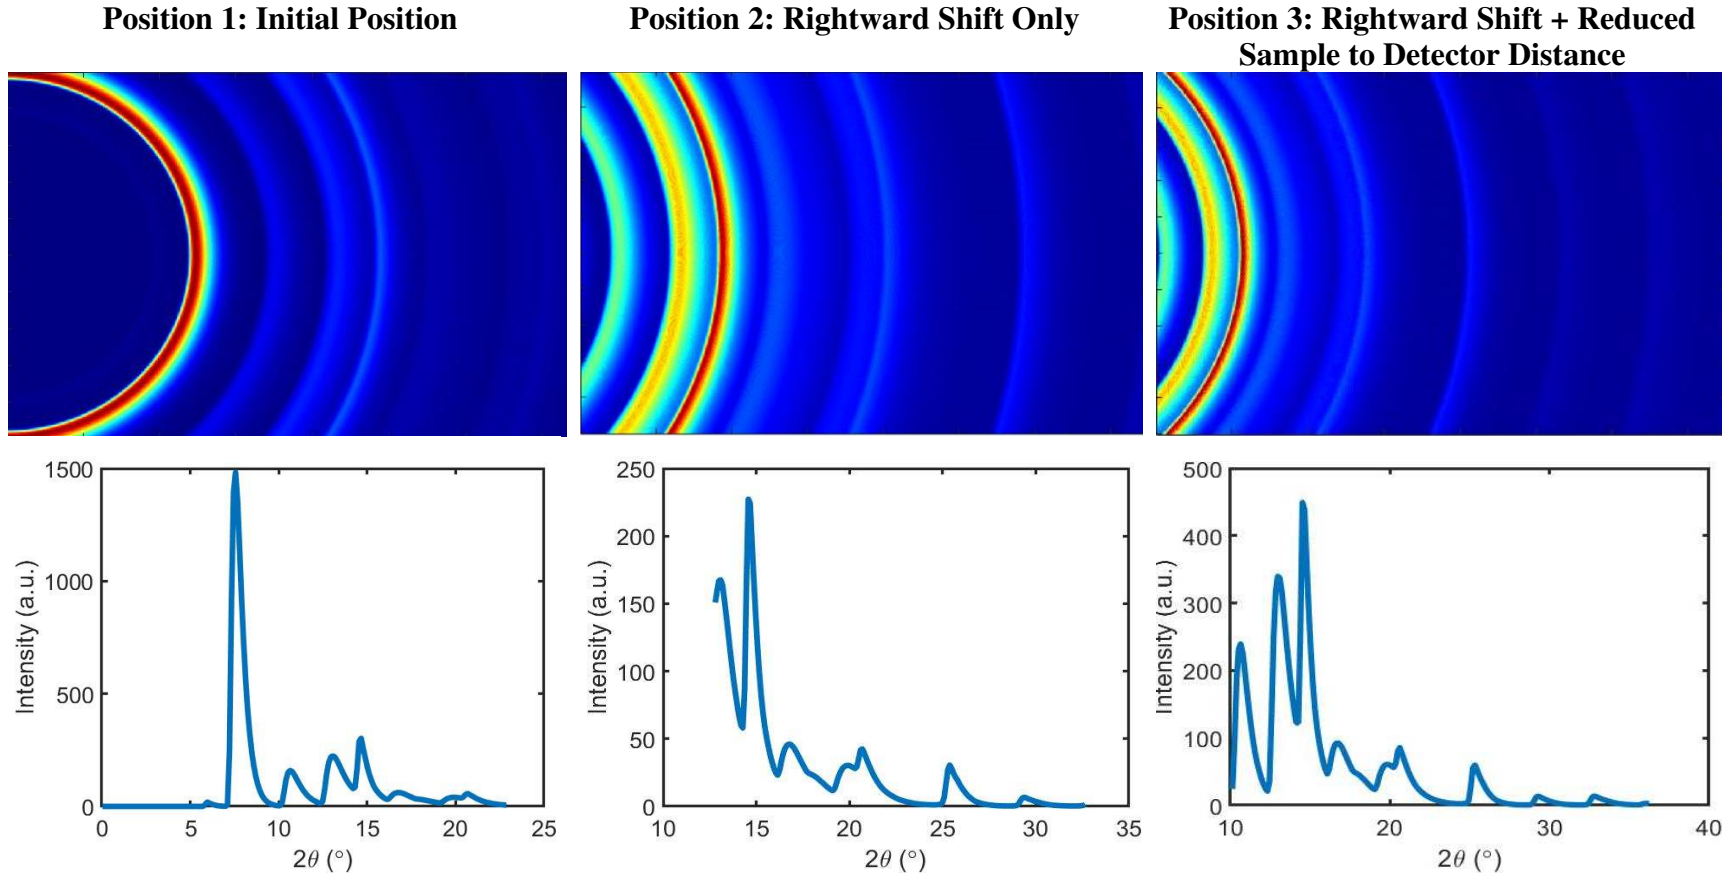 Position 1: Initial Position
Position 2: Rightward Shift Only
Position 3: Rightward Shift + Reduced
Sample to Detector Distance
1500
1000
500
0
Intensity (a.u.)
0 5 10 15 20 25
2θ (°)
250
200
150
100
50
0
Intensity (a.u.)
10 15 20 25 30 35
2θ (°)
500
400
300
200
100
0
Intensity (a.u.)
10 20 30 40
2θ (°)